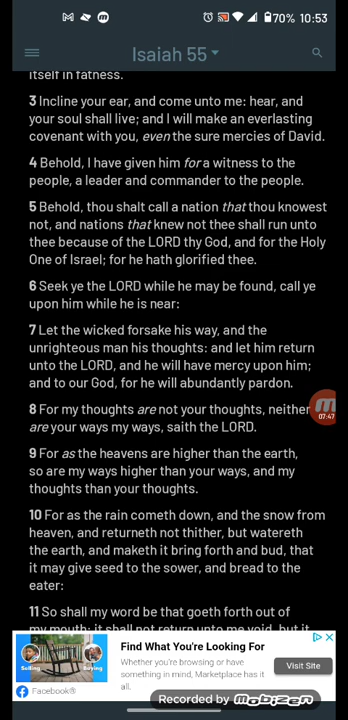 70% 10:53
Isaiah 55
itself in fatness.
3 Incline your ear, and come unto me: hear, and
your soul shall live; and I will make an everlasting
covenant with you, even the sure mercies of David.
4 Behold, I have given him for a witness to the
people, a leader and commander to the people.
5 Behold, thou shalt call a nation that thou knowest
not, and nations that knew not thee shall run unto
thee because of the LORD thy God, and for the Holy
One of Israel; for he hath glorified thee.
6 Seek ye the LORD while he may be found, call ye
upon him while he is near:
7 Let the wicked forsake his way, and the
unrighteous man his thoughts: and let him return
unto the LORD, and he will have mercy upon him;
and to our God, for he will abundantly pardon.
8 For my thoughts are not your thoughts, neither
are your ways my ways, saith the LORD.
07:47
9 For as the heavens are higher than the earth,
so are my ways higher than your ways, and my
thoughts than your thoughts.
10 For as the rain cometh down, and the snow from
heaven, and returneth not thither, but watereth
the earth, and maketh it bring forth and bud, that
it may give seed to the sower, and bread to the
eater:
11 So shall my word be that goeth forth out of
my mouth: it shall not return unto me void, but it
Selling Buying
Facebook®
Find What You're Looking For
Whether you're browsing or have
something in mind, Marketplace has it
all.
Visit Site
Recorded by MOBIZEN